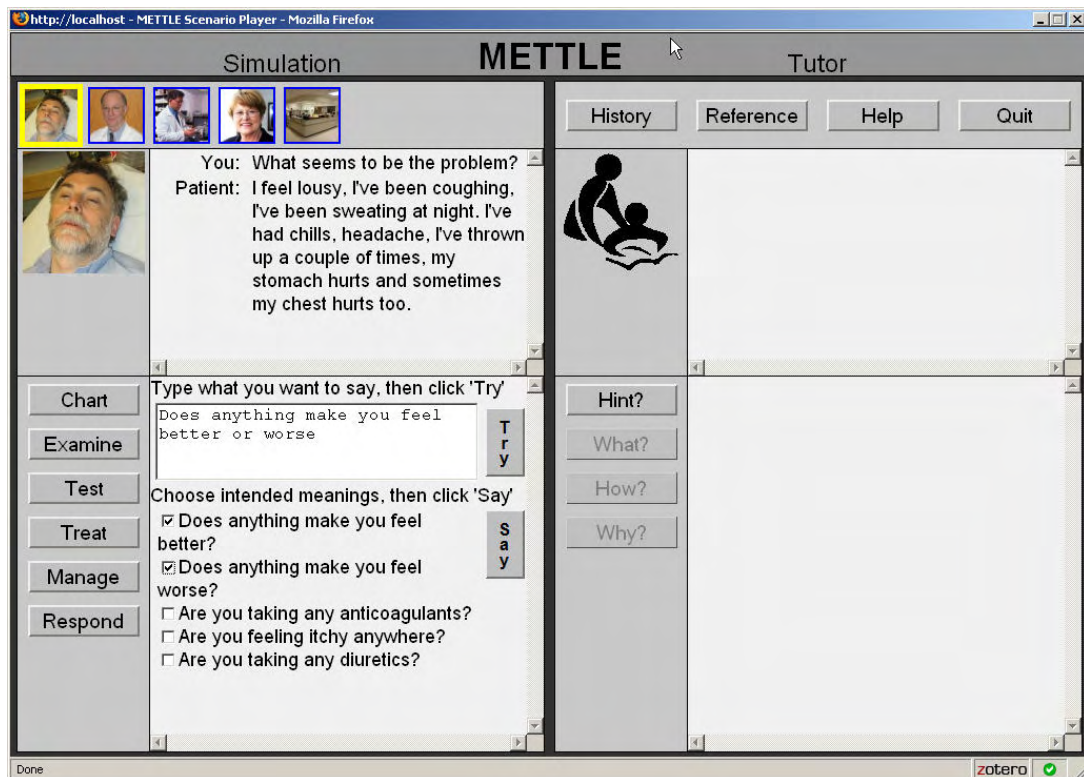 http://localhost - METTLE Scenario Player - Mozilla Firefox
Simulation
METTLE
Tutor
History
Reference
Help
Quit
You: What seems to be the problem?
Patient: I feel lousy, I've been coughing,
I've been sweating at night. I've
had chills, headache, I've thrown
up a couple of times, my
stomach hurts and sometimes
my chest hurts too.
Chart
Examine
Test
Treat
Manage
Respond
Type what you want to say, then click 'Try'
Does anything make you feel
better or worse
Try
Choose intended meanings, then click 'Say'
Does anything make you feel
better?
Does anything make you feel
worse?
Are you taking any anticoagulants?
Are you feeling itchy anywhere?
Are you taking any diuretics?
Say
Hint?
What?
How?
Why?
Done
zotero